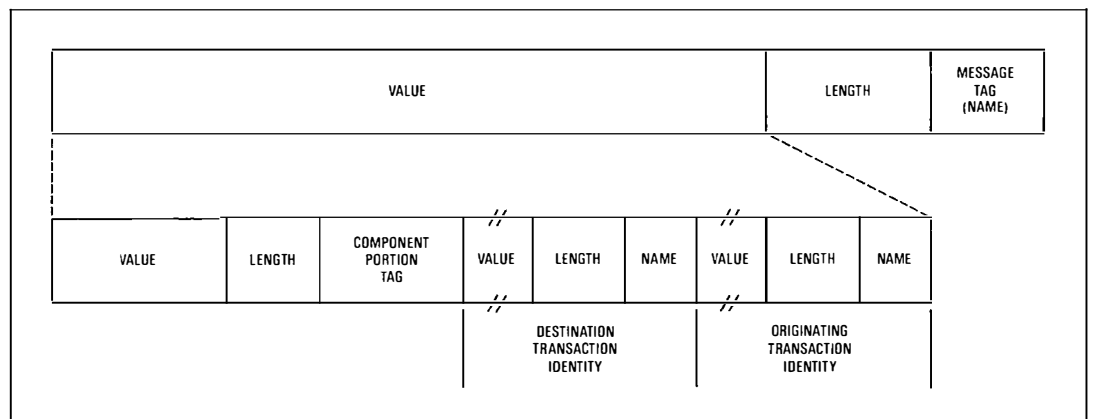 VALUE
LENGTH
MESSAGE
TAG
(NAME)
VALUE
LENGTH
COMPONENT
PORTION
TAG
VALUE
LENGTH
NAME
VALUE
LENGTH
NAME
DESTINATION
TRANSACTION
IDENTITY
ORIGINATING
TRANSACTION
IDENTITY